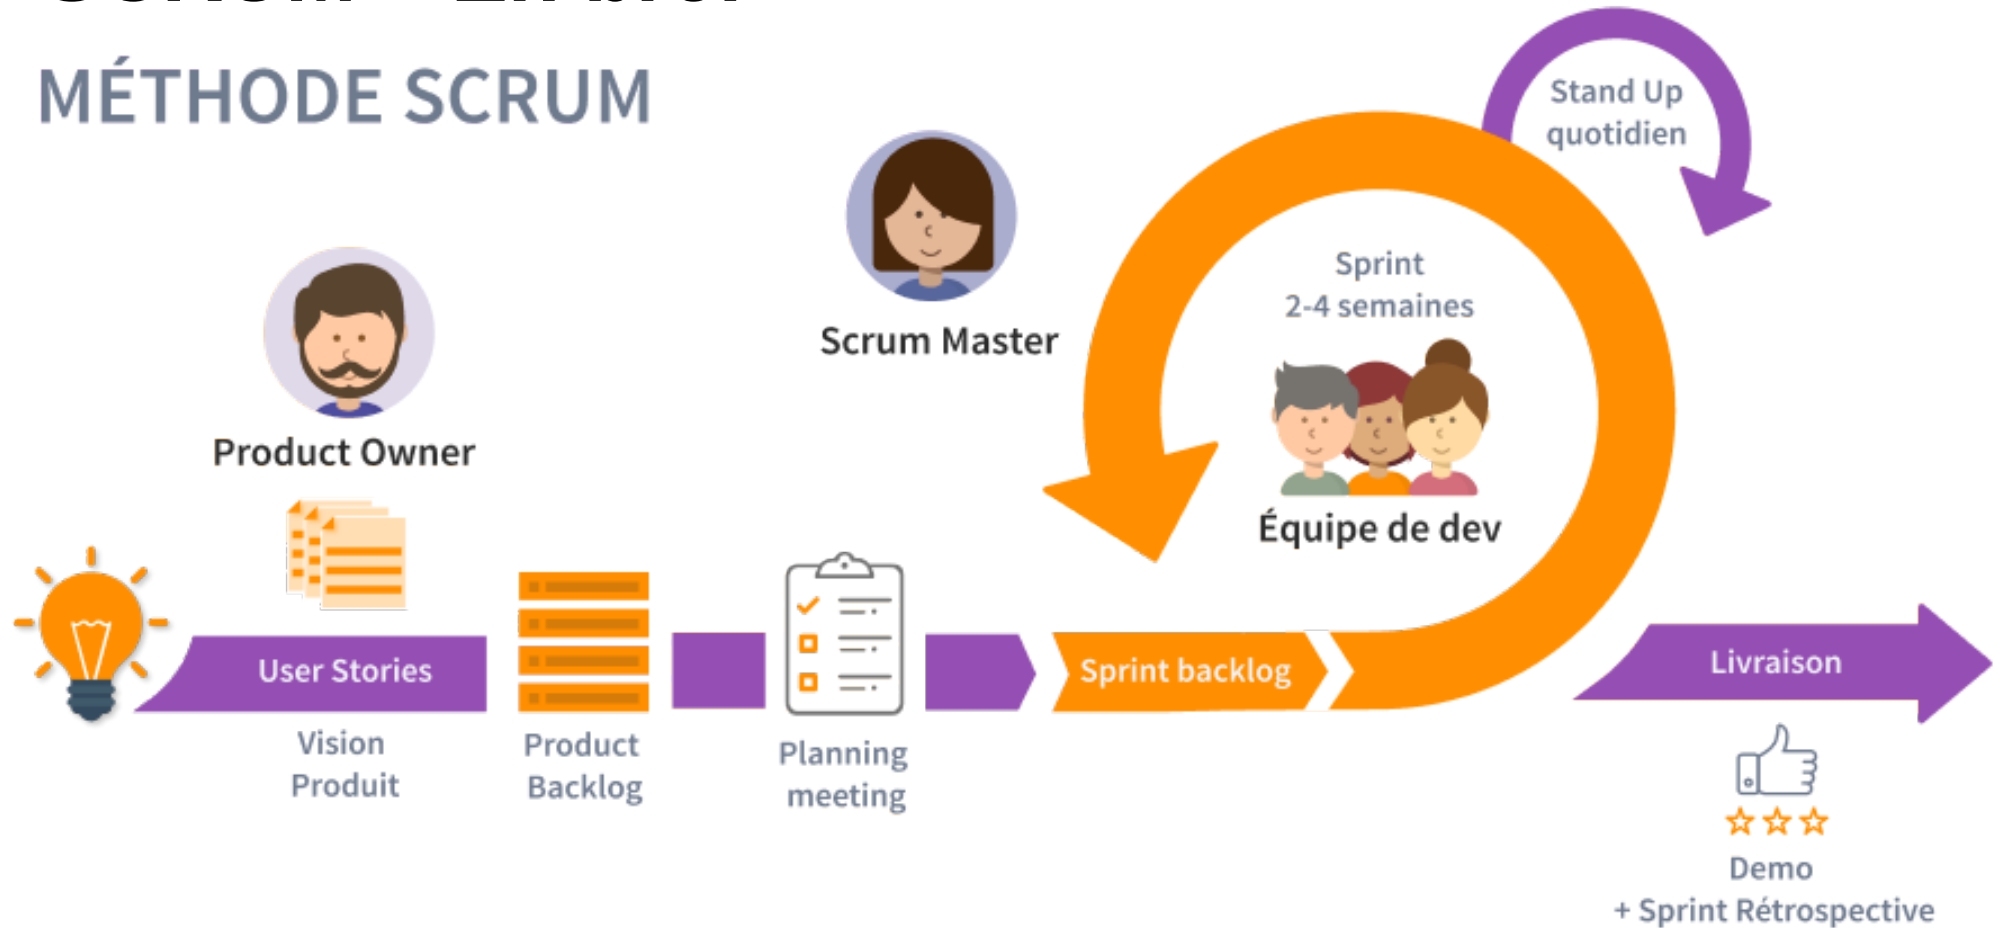 MÉTHODE SCRUM
Stand Up
quotidien
Sprint
2-4 semaines
Scrum Master
Product Owner
Équipe de dev
User Stories
Sprint backlog
Livraison
Vision
Produit
Product
Backlog
Planning
meeting
Demo
+ Sprint Rétrospective